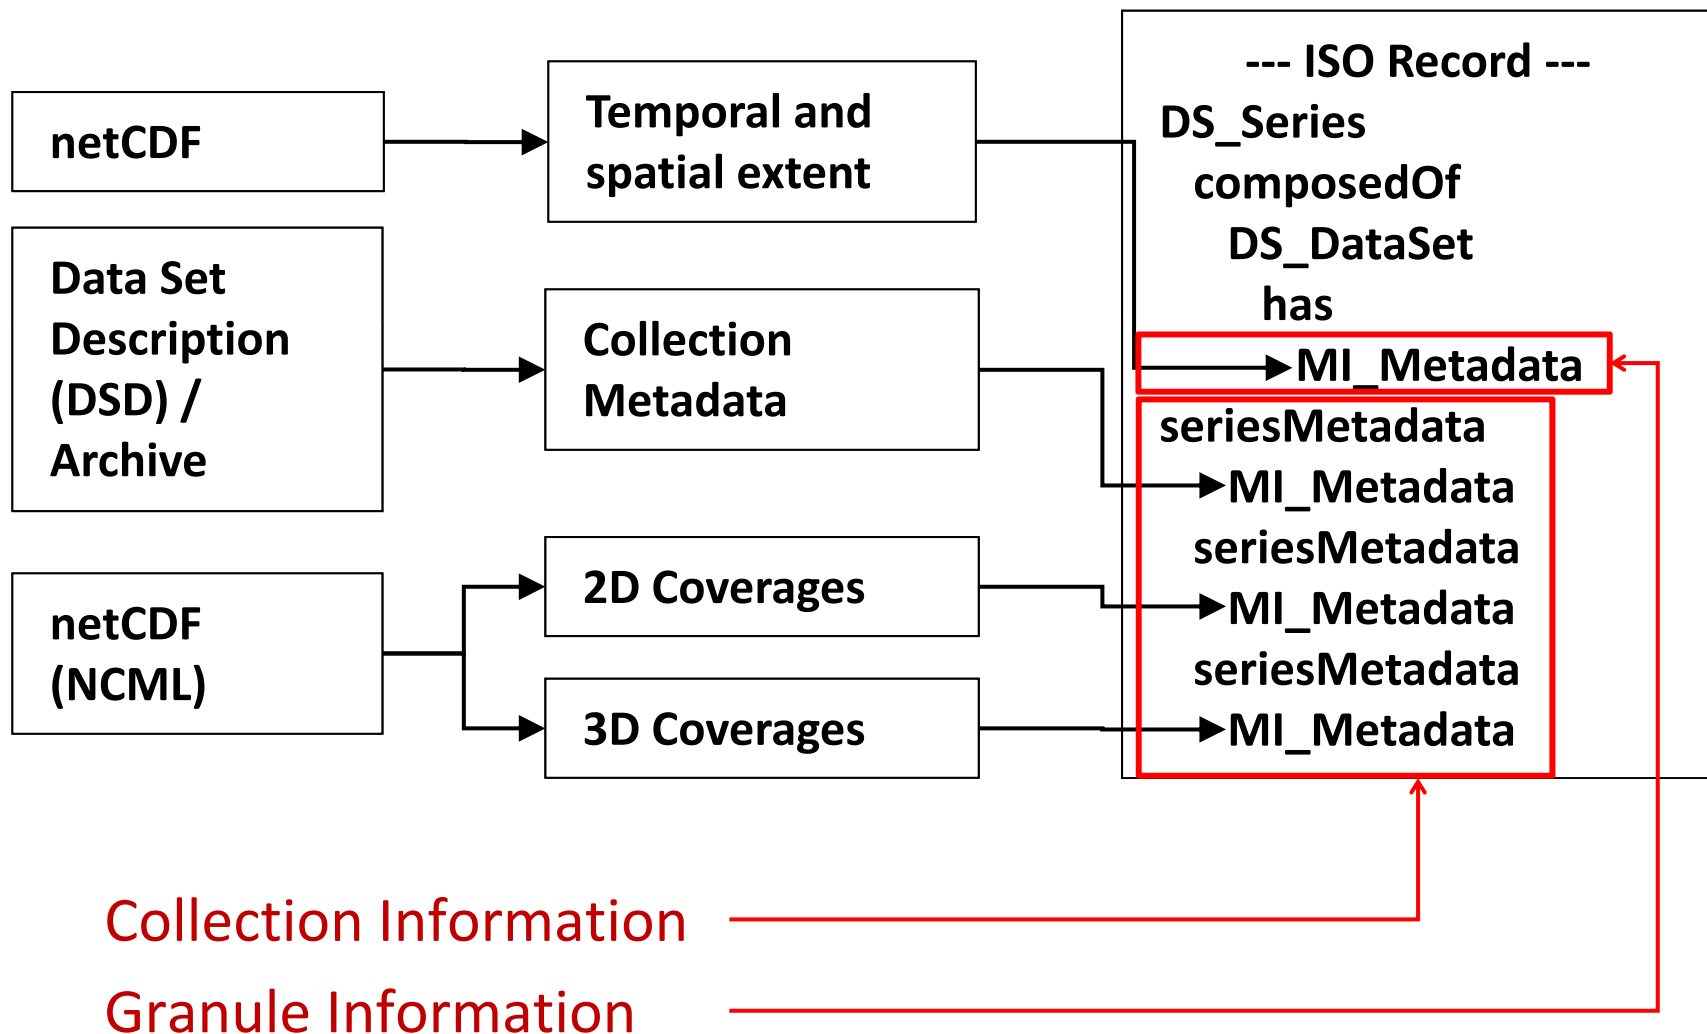 netCDF
Temporal and
spatial extent
Data Set
Description
(DSD) /
Archive
Collection
Metadata
netCDF
(NCML)
2D Coverages
3D Coverages
--- ISO Record ---
DS_Series
composedOf
DS_DataSet
has
MI_Metadata
seriesMetadata
MI_Metadata
seriesMetadata
MI_Metadata
seriesMetadata
MI_Metadata
Collection Information
Granule Information